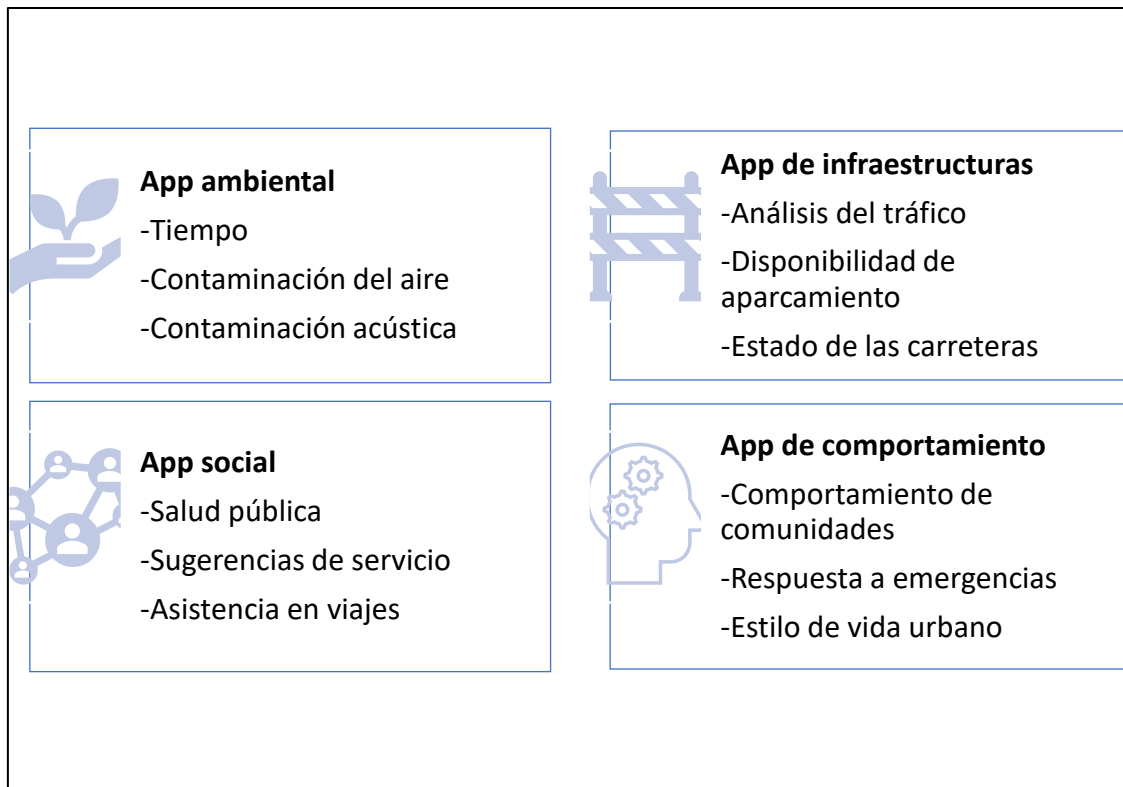 App ambiental
-Tiempo
-Contaminación del aire
-Contaminación acústica
App de infraestructuras
-Análisis del tráfico
-Disponibilidad de
aparcamiento
-Estado de las carreteras
App social
-Salud pública
-Sugerencias de servicio
-Asistencia en viajes
App de comportamiento
-Comportamiento de
comunidades
-Respuesta a emergencias
-Estilo de vida urbano